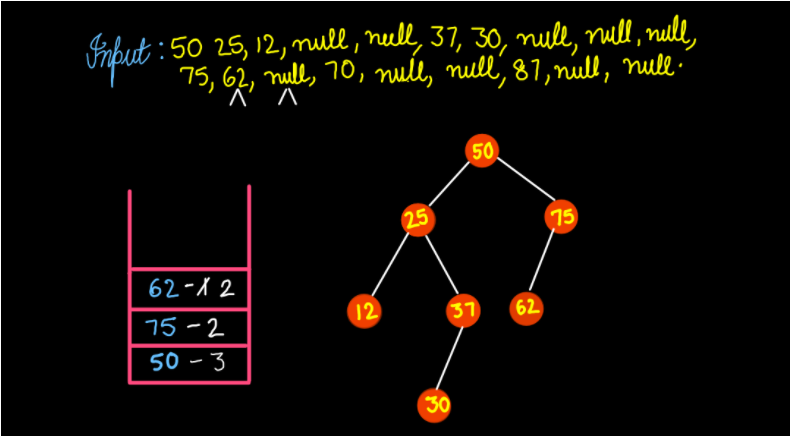 Input : 50 25, 12, null, null, 37, 30, null, null, null,
75, 62, null, 70, null, null, 87, null, null.
50
25
75
62 - 1 2
12
37
62
75 - 2
50 - 3
30